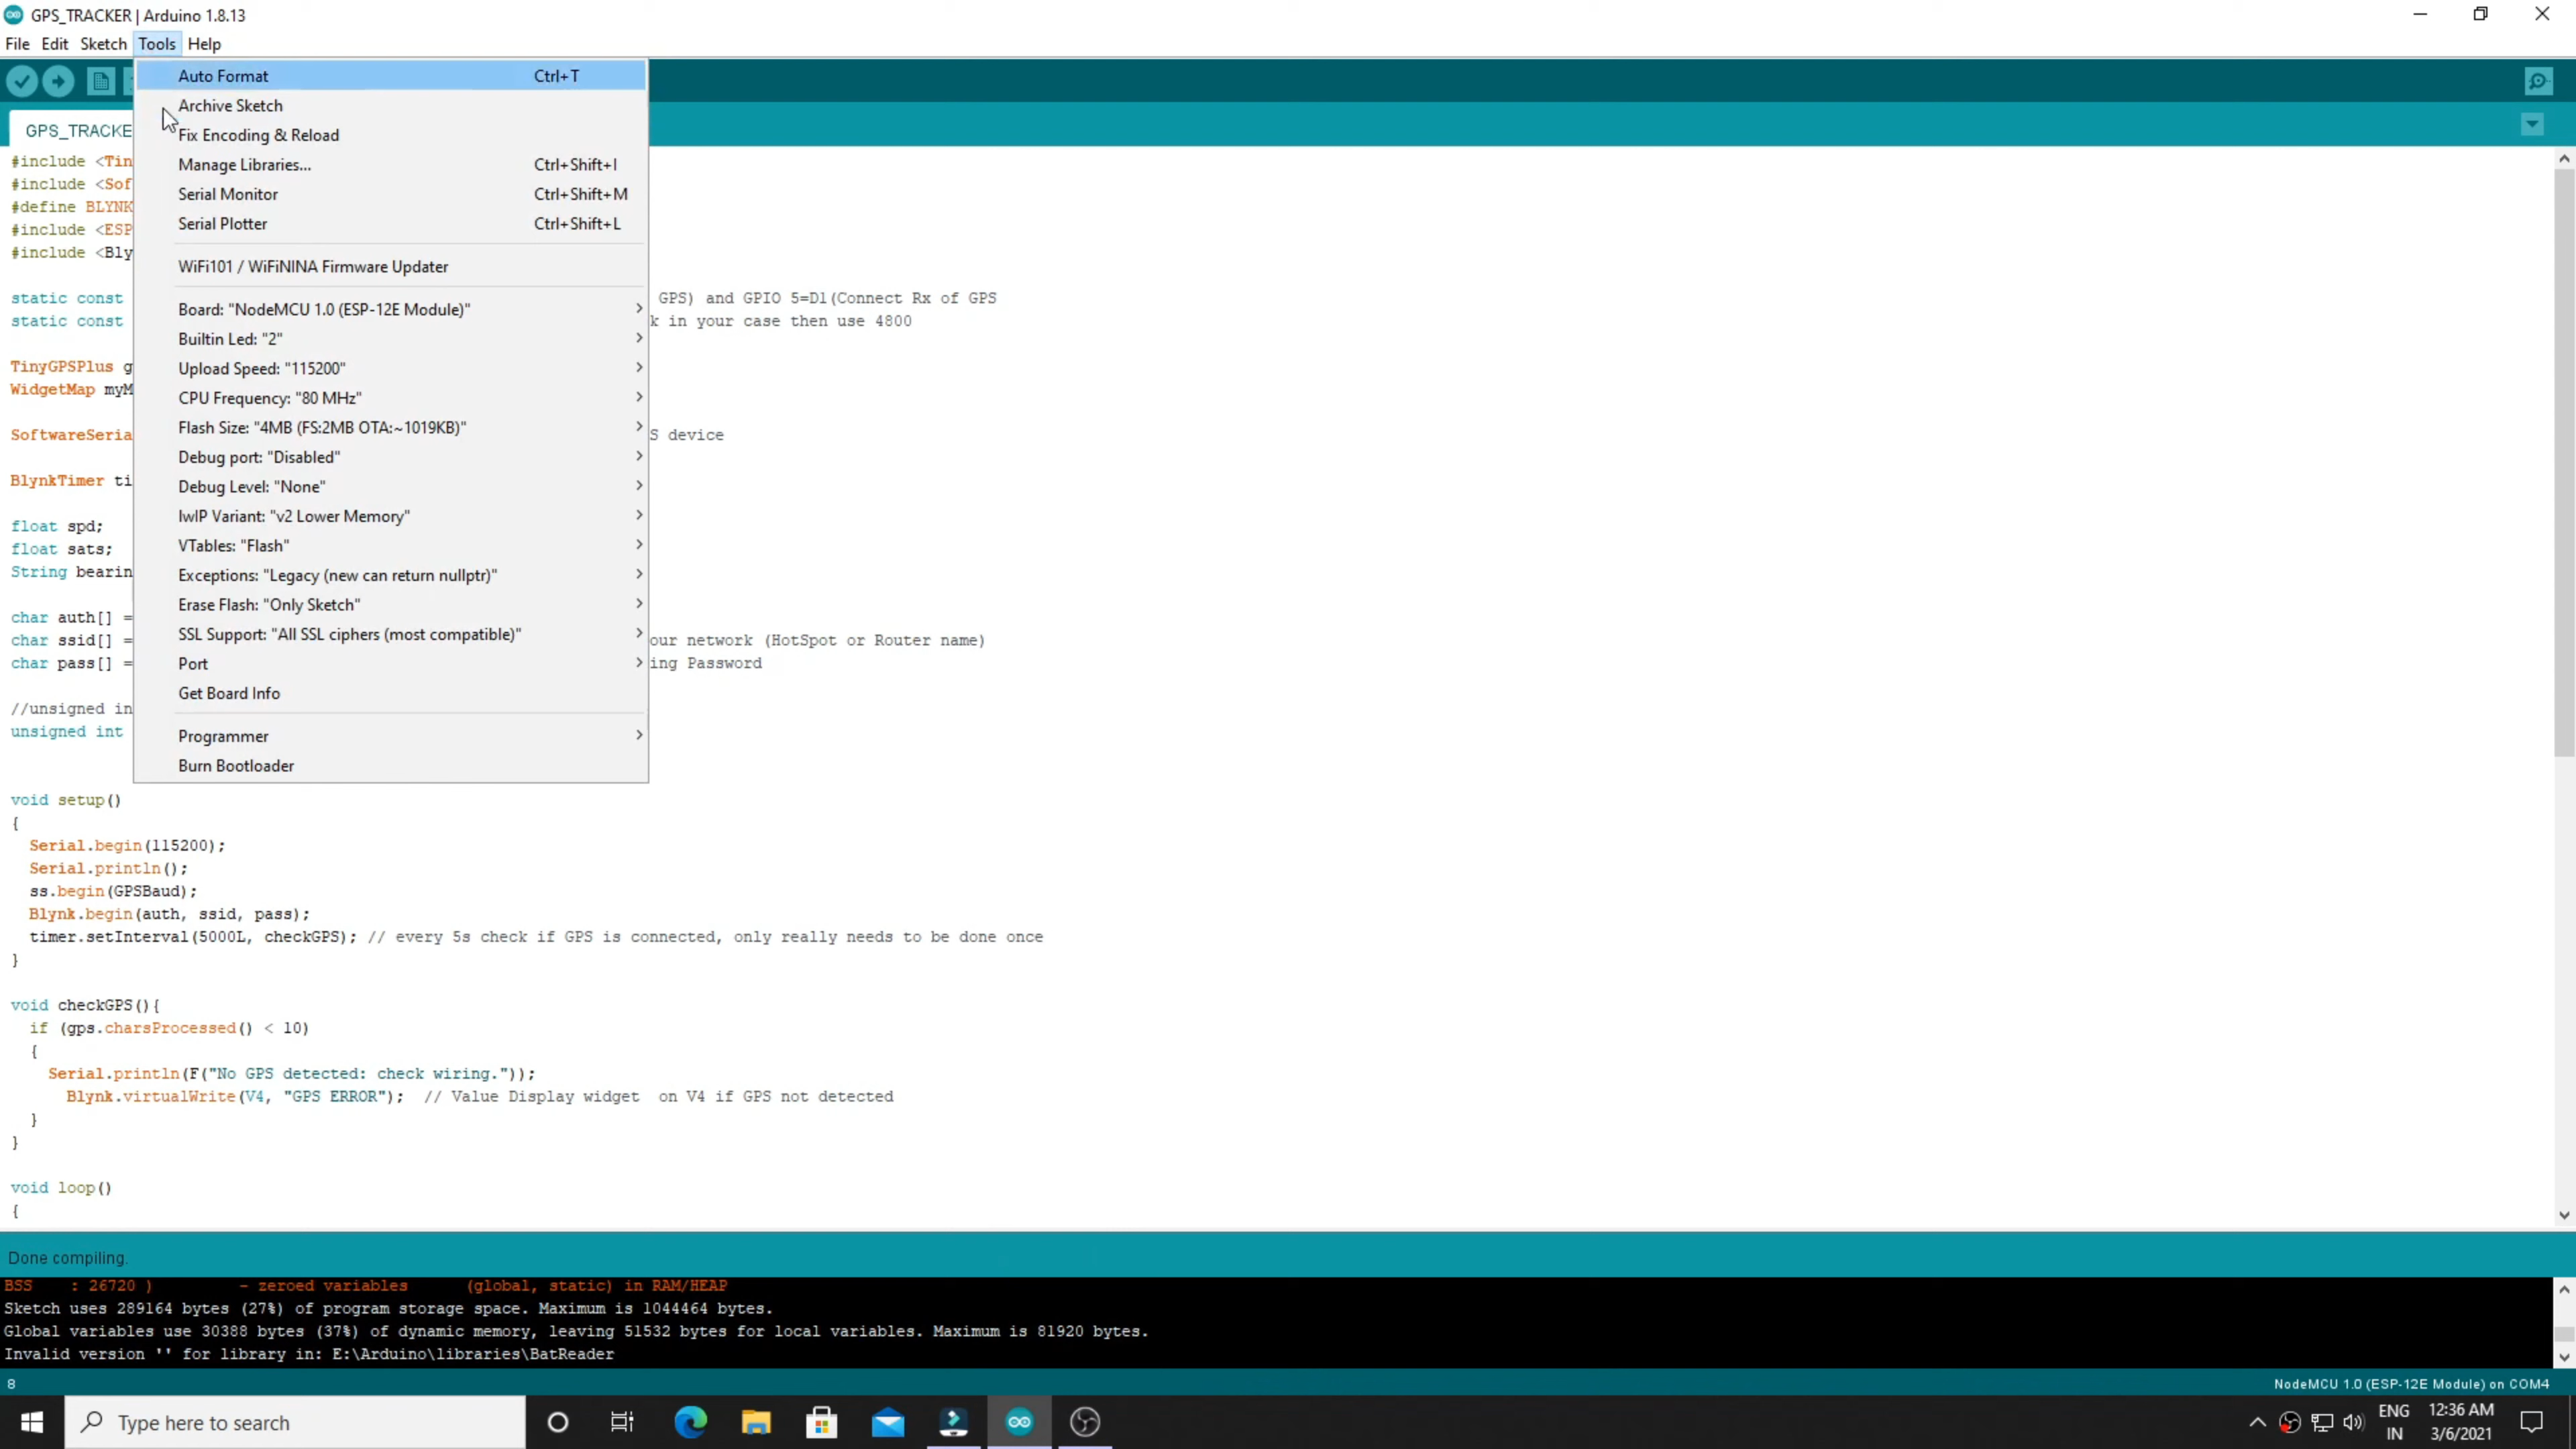 GPS_TRACKER | Arduino 1.8.13
File Edit Sketch Tools Help
Auto Format Ctrl+T
Archive Sketch
GPS_TRACKE
Fix Encoding & Reload
#include <Tin
Manage Libraries... Ctrl+Shift+I
#include <Sof
Serial Monitor Ctrl+Shift+M
#define BLYNK
Serial Plotter Ctrl+Shift+L
#include <ESP
#include <Bly
WiFi101 / WiFiNINA Firmware Updater
static const GPS) and GPIO 5=D1(Connect Rx of GPS
Board: "NodeMCU 1.0 (ESP-12E Module)"
static const k in your case then use 4800
Builtin Led: "2"
TinyGPSPlus g
Upload Speed: "115200"
WidgetMap myM
CPU Frequency: "80 MHz"
Flash Size: "4MB (FS:2MB OTA:~1019KB)"
SoftwareSeria S device
Debug port: "Disabled"
BlynkTimer ti
Debug Level: "None"
lwIP Variant: "v2 Lower Memory"
float spd;
VTables: "Flash"
float sats;
String bearin
Exceptions: "Legacy (new can return nullptr)"
Erase Flash: "Only Sketch"
char auth[] =
SSL Support: "All SSL ciphers (most compatible)"
char ssid[] = our network (HotSpot or Router name)
char pass[] = ing Password
Port
Get Board Info
//unsigned in
unsigned int
Programmer
Burn Bootloader
void setup()
{
Serial.begin(115200);
Serial.println();
ss.begin(GPSBaud);
Blynk.begin(auth, ssid, pass);
timer.setInterval(5000L, checkGPS); // every 5s check if GPS is connected, only really needs to be done once
}
void checkGPS(){
if (gps.charsProcessed() < 10)
{
Serial.println(F("No GPS detected: check wiring."));
Blynk.virtualWrite(V4, "GPS ERROR"); // Value Display widget on V4 if GPS not detected
}
}
void loop()
{
Done compiling.
BSS : 26720 ) - zeroed variables (global, static) in RAM/HEAP
Sketch uses 289164 bytes (27%) of program storage space. Maximum is 1044464 bytes.
Global variables use 30388 bytes (37%) of dynamic memory, leaving 51532 bytes for local variables. Maximum is 81920 bytes.
Invalid version '' for library in: E:\Arduino\libraries\BatReader
8 NodeMCU 1.0 (ESP-12E Module) on COM4
Type here to search
ENG 12:36 AM
IN 3/6/2021